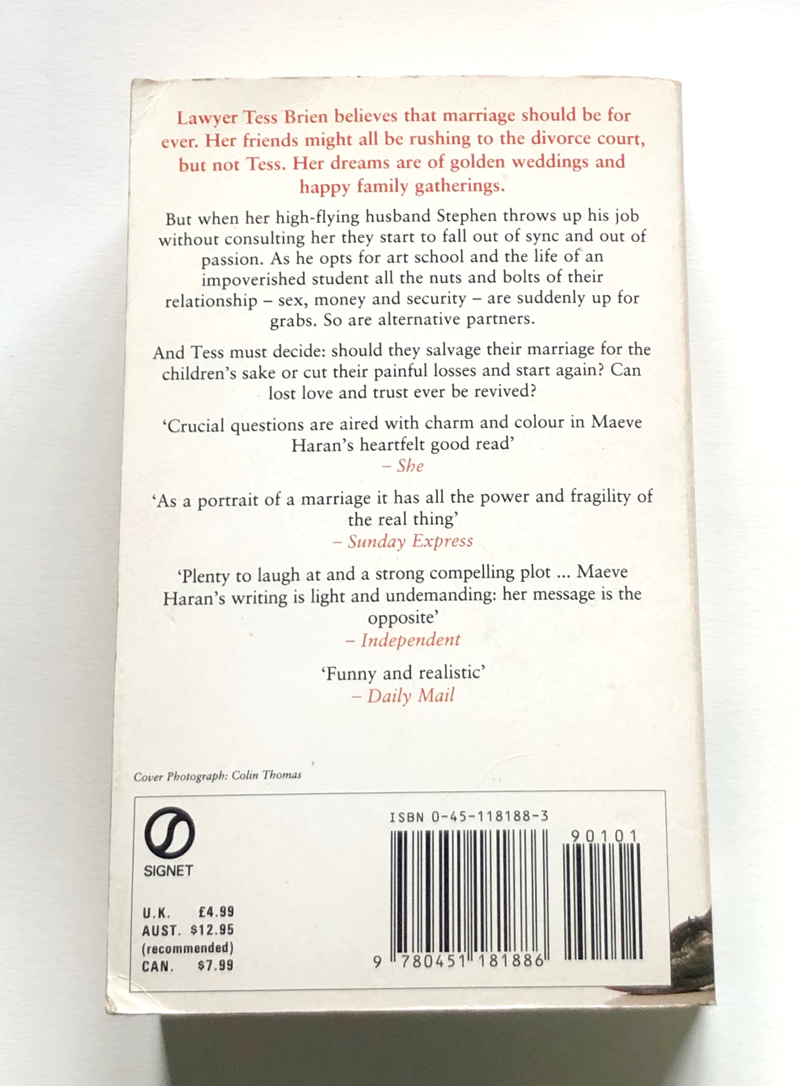 Lawyer Tess Brien believes that marriage should be for
ever. Her friends might all be rushing to the divorce court,
but not Tess. Her dreams are of golden weddings and
happy family gatherings.
But when her high-flying husband Stephen throws up his job
without consulting her they start to fall out of sync and out of
passion. As he opts for art school and the life of an
impoverished student all the nuts and bolts of their
relationship – sex, money and security – are suddenly up for
grabs. So are alternative partners.
And Tess must decide: should they salvage their marriage for the
children's sake or cut their painful losses and start again? Can
lost love and trust ever be revived?
‘Crucial questions are aired with charm and colour in Maeve
Haran's heartfelt good read’
– She
‘As a portrait of a marriage it has all the power and fragility of
the real thing’
– Sunday Express
‘Plenty to laugh at and a strong compelling plot ... Maeve
Haran's writing is light and undemanding: her message is the
opposite’
– Independent
‘Funny and realistic’
– Daily Mail
Cover Photograph: Colin Thomas
SIGNET
U.K. £4.99
AUST. $12.95
(recommended)
CAN. $7.99
ISBN 0-45-118188-3
90101
9 780451 181886